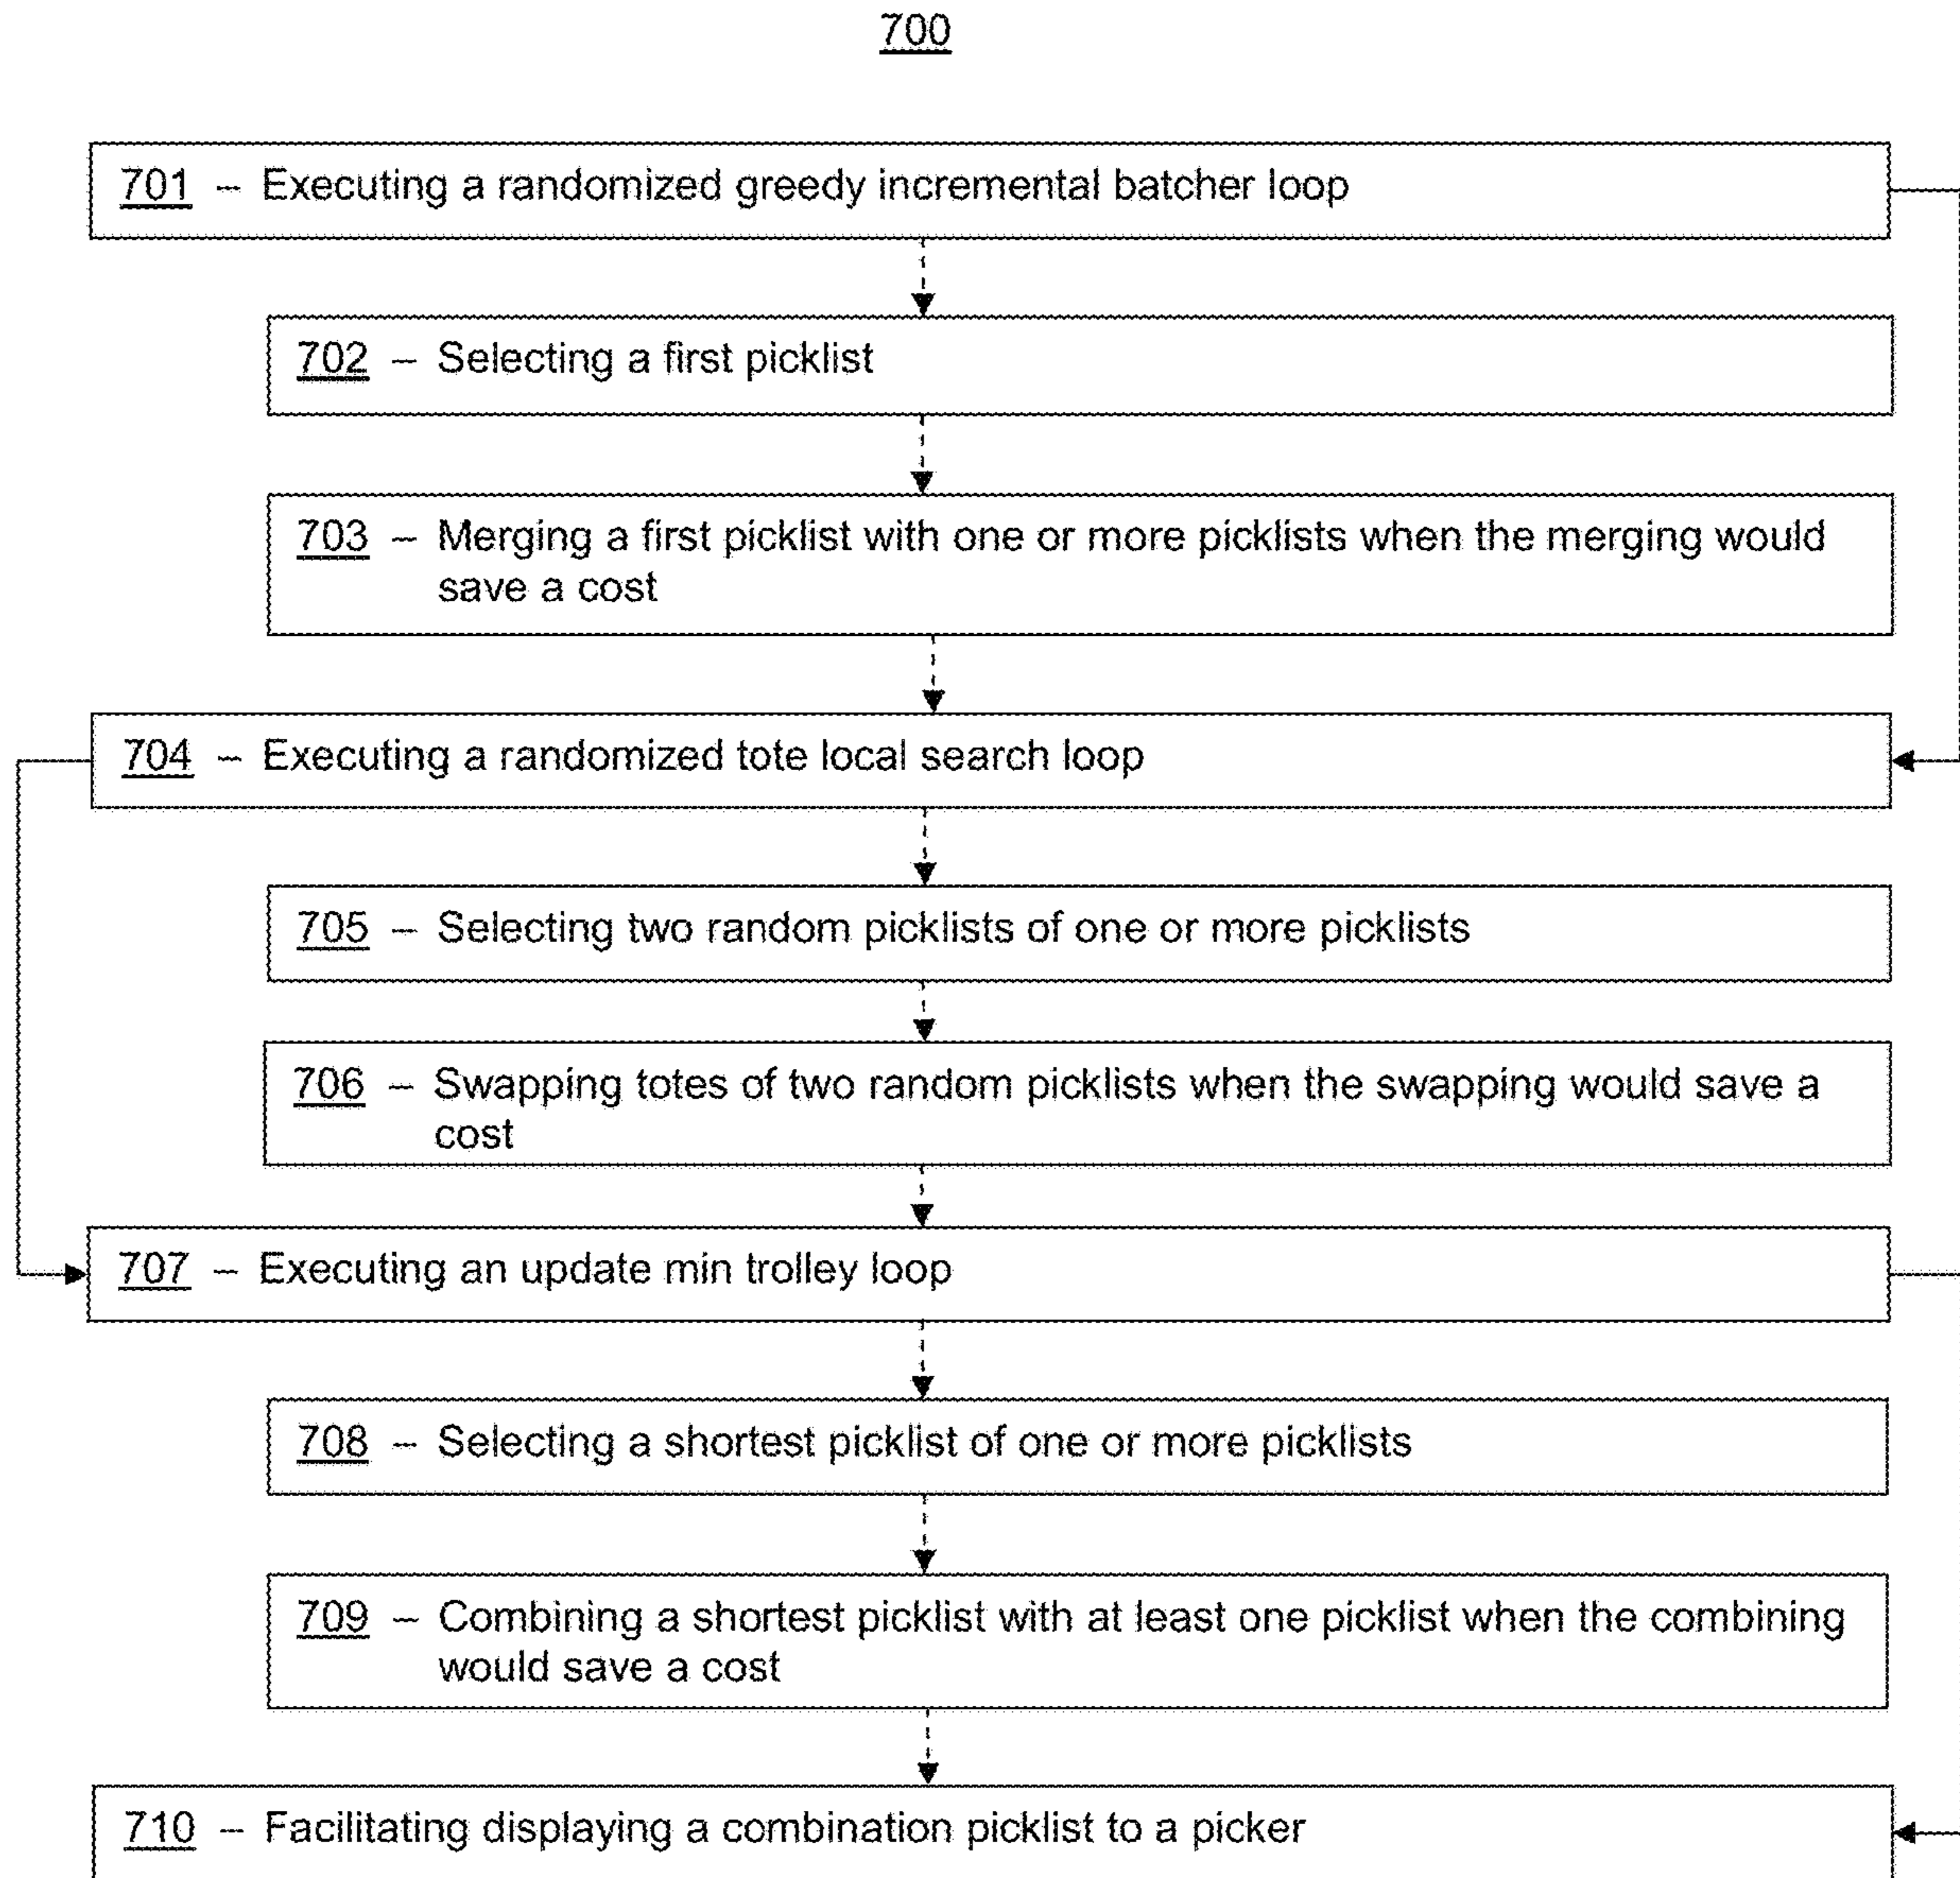 700
701 – Executing a randomized greedy incremental batcher loop
702 – Selecting a first picklist
703 – Merging a first picklist with one or more picklists when the merging would
save a cost
704 – Executing a randomized tote local search loop
705 – Selecting two random picklists of one or more picklists
706 – Swapping totes of two random picklists when the swapping would save a
cost
707 – Executing an update min trolley loop
708 – Selecting a shortest picklist of one or more picklists
709 – Combining a shortest picklist with at least one picklist when the combining
would save a cost
710 – Facilitating displaying a combination picklist to a picker